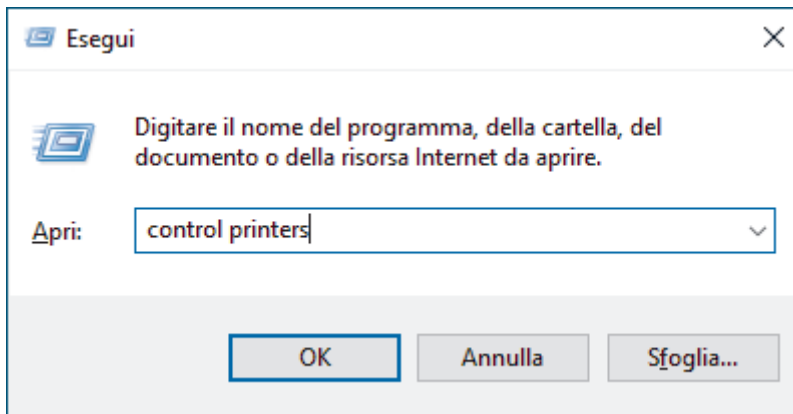 Esegui
Digitare il nome del programma, della cartella, del
documento o della risorsa Internet da aprire.
Apri: control printers
OK Annulla Sfoglia...